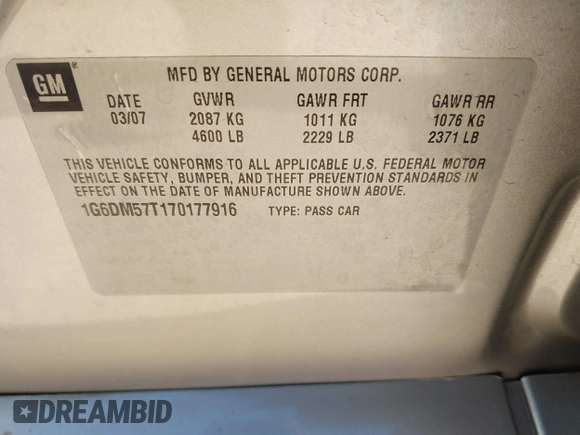 GM ®
MFD BY GENERAL MOTORS CORP.
DATE GVWR GAWR FRT GAWR RR
03/07 2087 KG 1011 KG 1076 KG
4600 LB 2229 LB 2371 LB
THIS VEHICLE CONFORMS TO ALL APPLICABLE U.S. FEDERAL MOTOR
VEHICLE SAFETY, BUMPER, AND THEFT PREVENTION STANDARDS IN
EFFECT ON THE DATE OF MANUFACTURE SHOWN ABOVE.
1G6DM57T170177916 TYPE: PASS CAR
DREAMBID